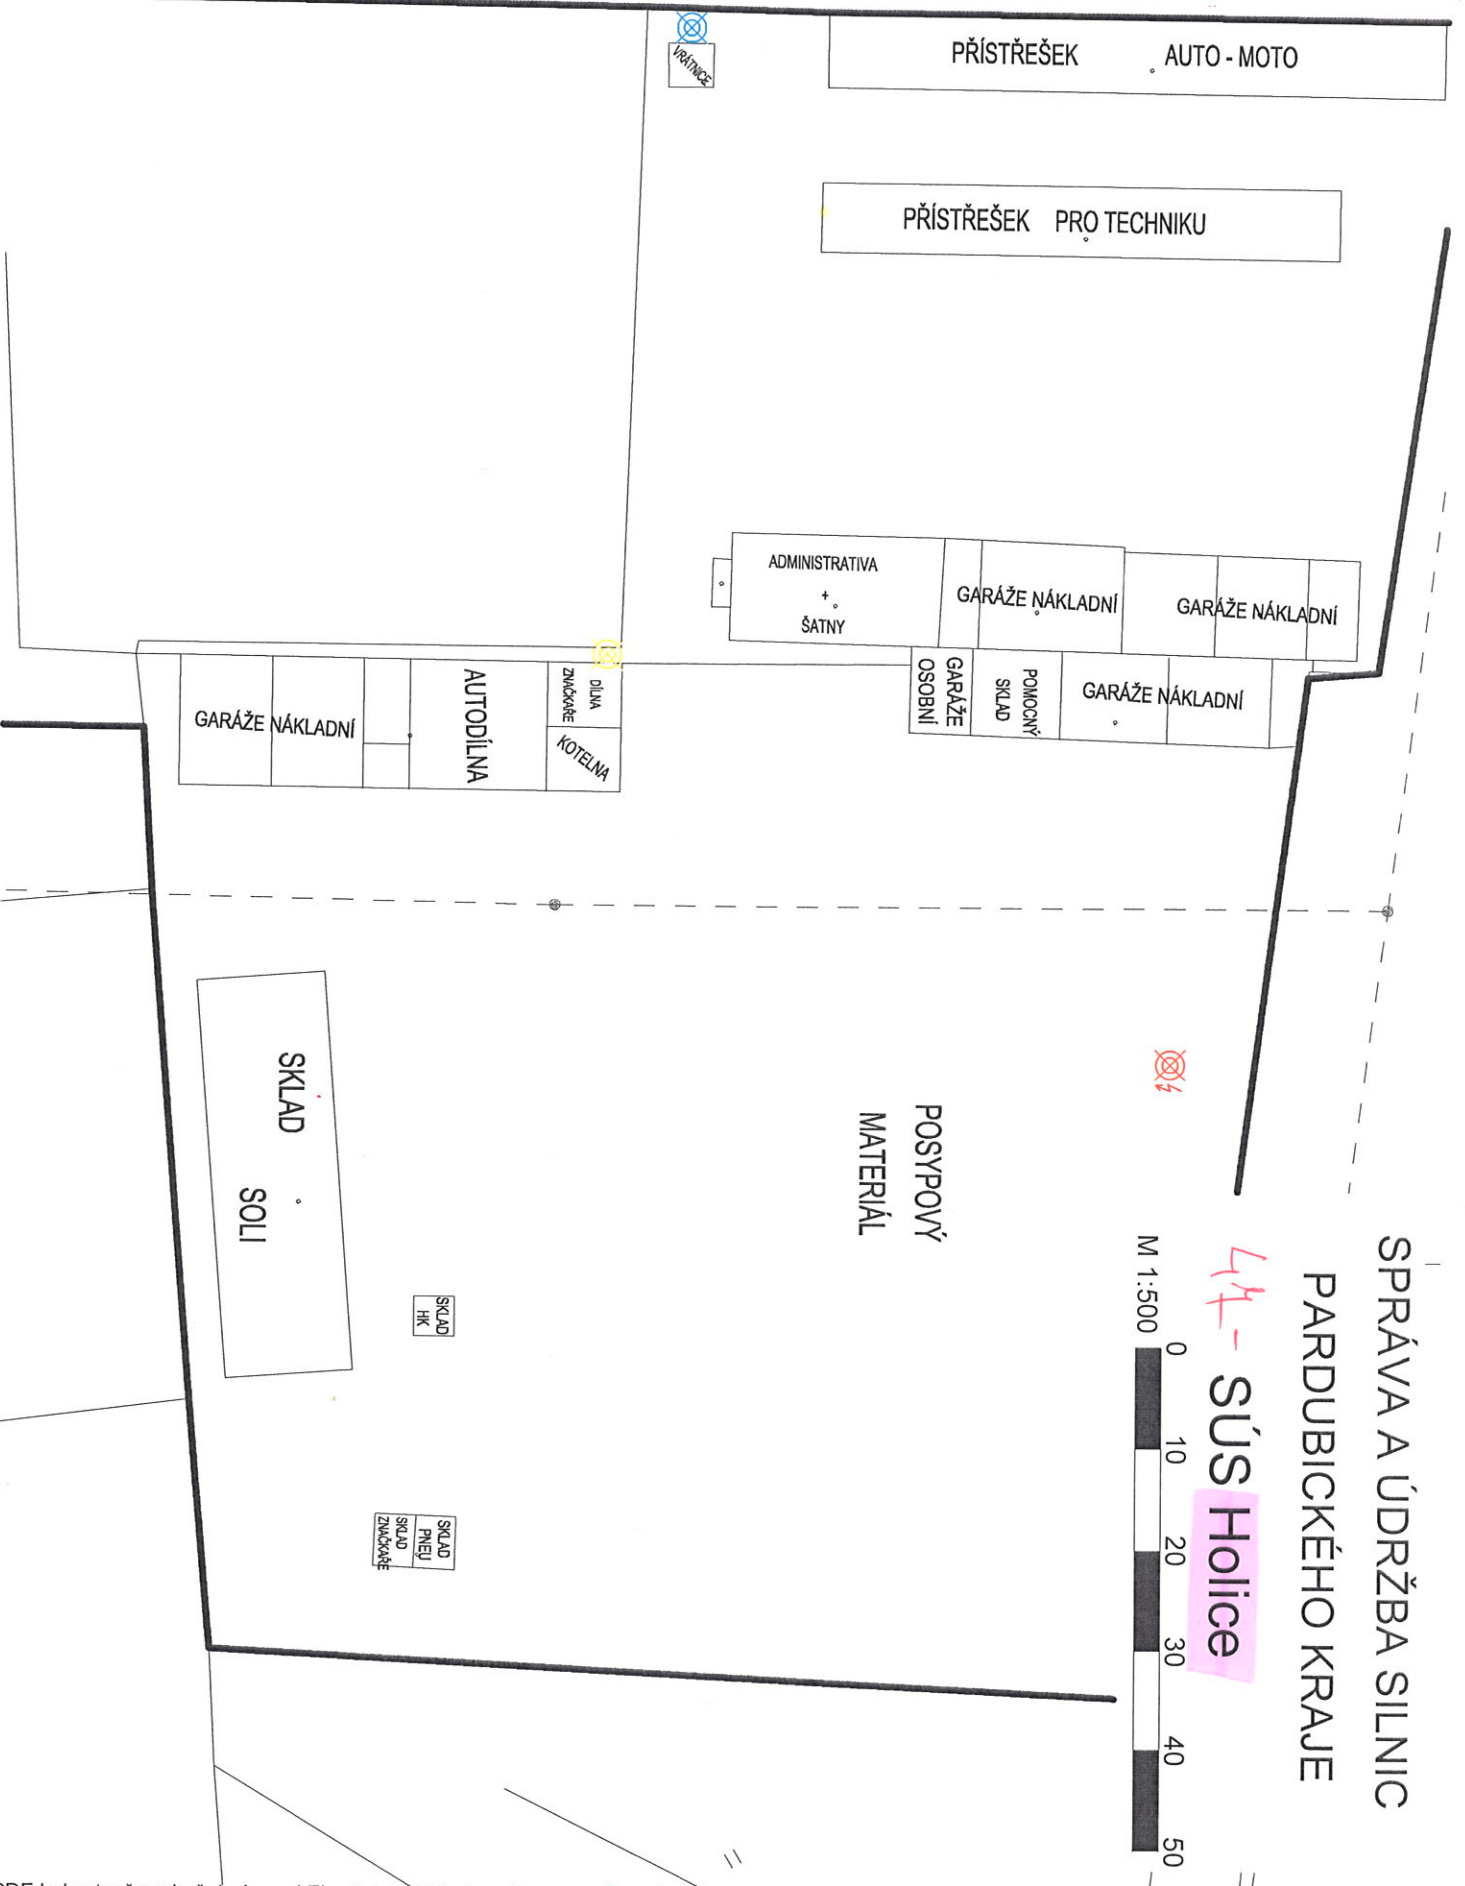 SPRÁVA A ÚDRŽBA SILNIC
PARDUBICKÉHO KRAJE
SÚS Holice
M 1:500
0 10 20 30 40 50
VRÁTNICE
PŘÍSTŘEŠEK AUTO - MOTO
PŘÍSTŘEŠEK PRO TECHNIKU
ADMINISTRATIVA
+
ŠATNY
GARÁŽE NÁKLADNÍ
GARÁŽE NÁKLADNÍ
GARÁŽE
OSOBNÍ
POMOCNÝ
SKLAD
GARÁŽE NÁKLADNÍ
GARÁŽE NÁKLADNÍ
AUTODÍLNA
DÍLNA
ZNAČKAŘE
KOTELNA
POSYPOVÝ
MATERIÁL
SKLAD
SOLI
SKLAD
HK
SKLAD
PNEU
SKLAD
ZNAČKAŘE